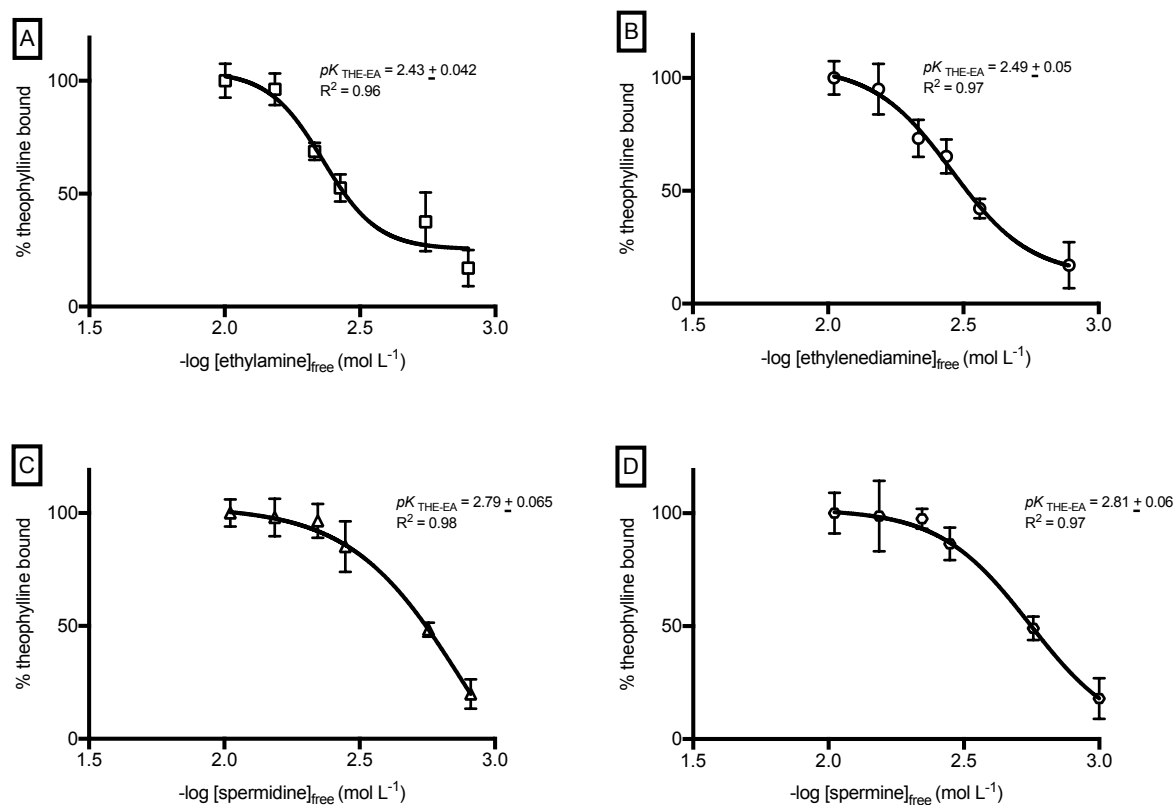 A
pK THE-EA = 2.43 ± 0.042
R² = 0.96
% theophylline bound
100
50
0
1.5 2.0 2.5 3.0
-log [ethylamine]free (mol L⁻¹)
B
pK THE-EA = 2.49 ± 0.05
R² = 0.97
% theophylline bound
100
50
0
1.5 2.0 2.5 3.0
-log [ethylenediamine]free (mol L⁻¹)
C
pK THE-EA = 2.79 ± 0.065
R² = 0.98
% theophylline bound
100
50
0
1.5 2.0 2.5 3.0
-log [spermidine]free (mol L⁻¹)
D
pK THE-EA = 2.81 ± 0.06
R² = 0.97
% theophylline bound
100
50
0
1.5 2.0 2.5 3.0
-log [spermine]free (mol L⁻¹)